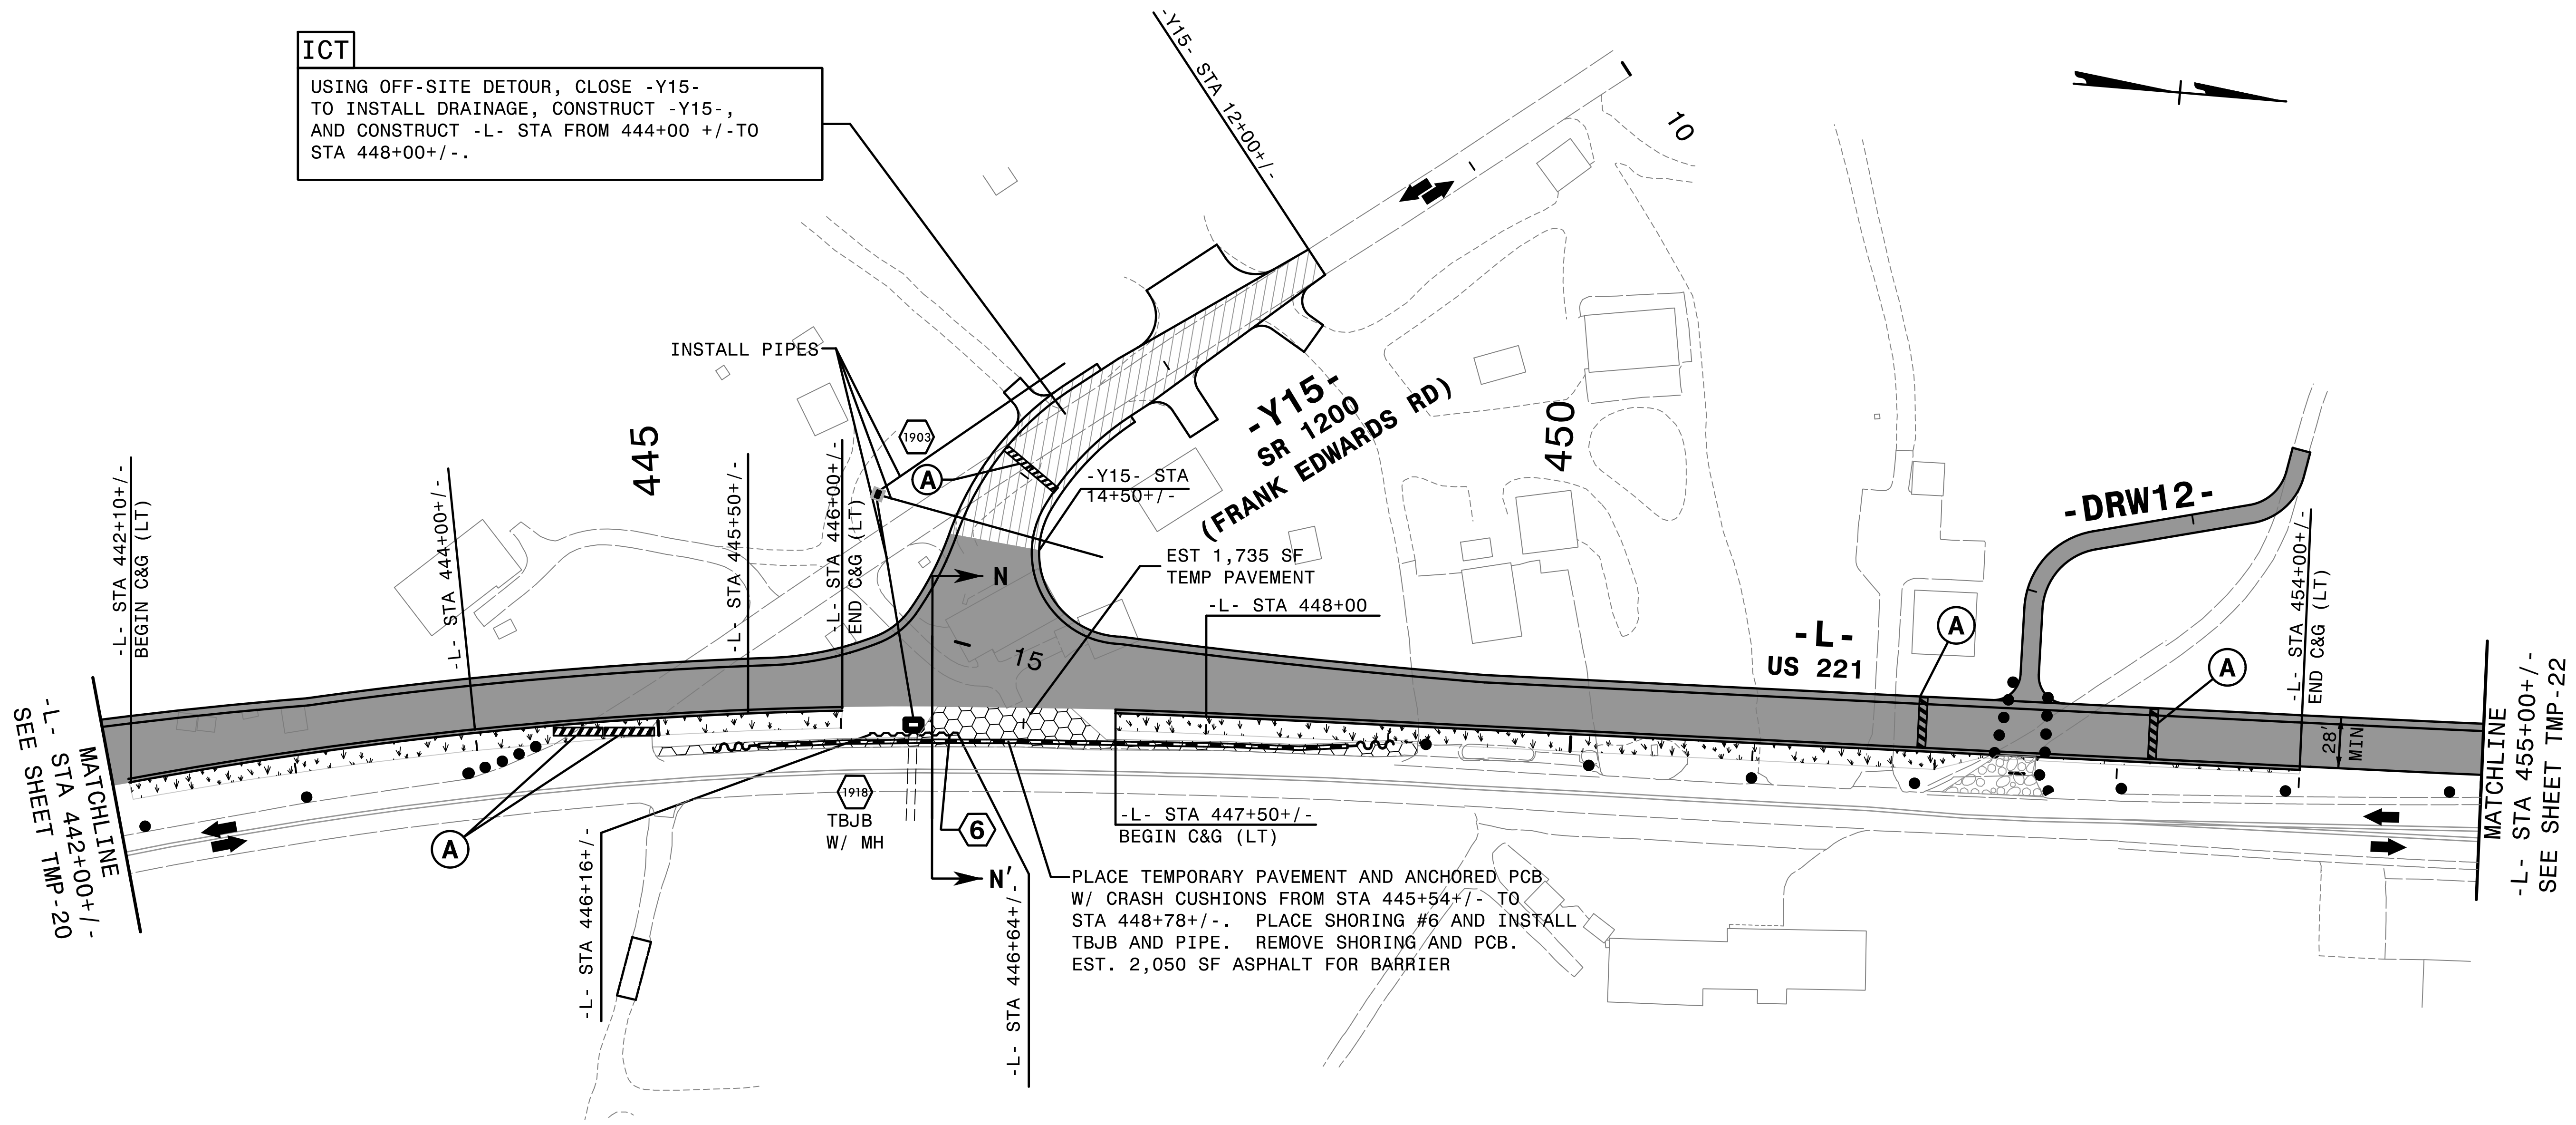 ICT
USING OFF-SITE DETOUR, CLOSE -Y15-
TO INSTALL DRAINAGE, CONSTRUCT -Y15-,
AND CONSTRUCT -L- STA FROM 444+00 +/-TO
STA 448+00+/-.
-Y15- STA 12+00+/-
10
INSTALL PIPES
1903
A
445
-Y15-
SR 1200
(FRANK EDWARDS RD)
450
-Y15- STA
14+50+/-
-L- STA 442+10+/-
BEGIN C&G (LT)
-L- STA 444+00+/-
-L- STA 445+50+/-
-L- STA 446+00+/-
END C&G (LT)
EST 1,735 SF
TEMP PAVEMENT
N
-L- STA 448+00
15
-DRW12-
-L-
US 221
A
A
-L- STA 454+00+/-
END C&G (LT)
28'
MIN
MATCHLINE
-L- STA 442+00+/-
SEE SHEET TMP-20
MATCHLINE
-L- STA 455+00+/-
SEE SHEET TMP-22
A
1918
TBJB
W/ MH
6
N'
-L- STA 446+16+/-
-L- STA 446+64+/-
-L- STA 447+50+/-
BEGIN C&G (LT)
PLACE TEMPORARY PAVEMENT AND ANCHORED PCB
W/ CRASH CUSHIONS FROM STA 445+54+/- TO
STA 448+78+/-. PLACE SHORING #6 AND INSTALL
TBJB AND PIPE. REMOVE SHORING AND PCB.
EST. 2,050 SF ASPHALT FOR BARRIER